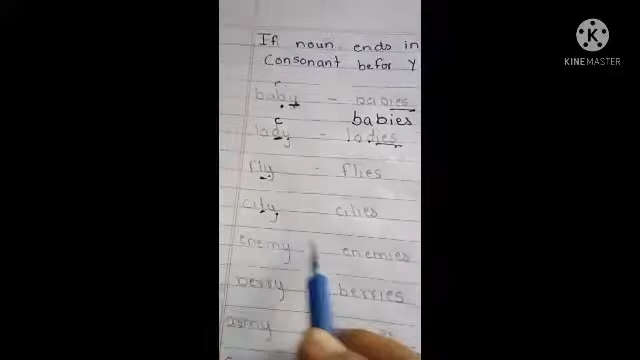 If noun ends in
Consonant befor Y
c
baby - babies
babies
c
lady - ladies
fly - flies
city cities
enemy enemies
berry berries
army
KINEMASTER